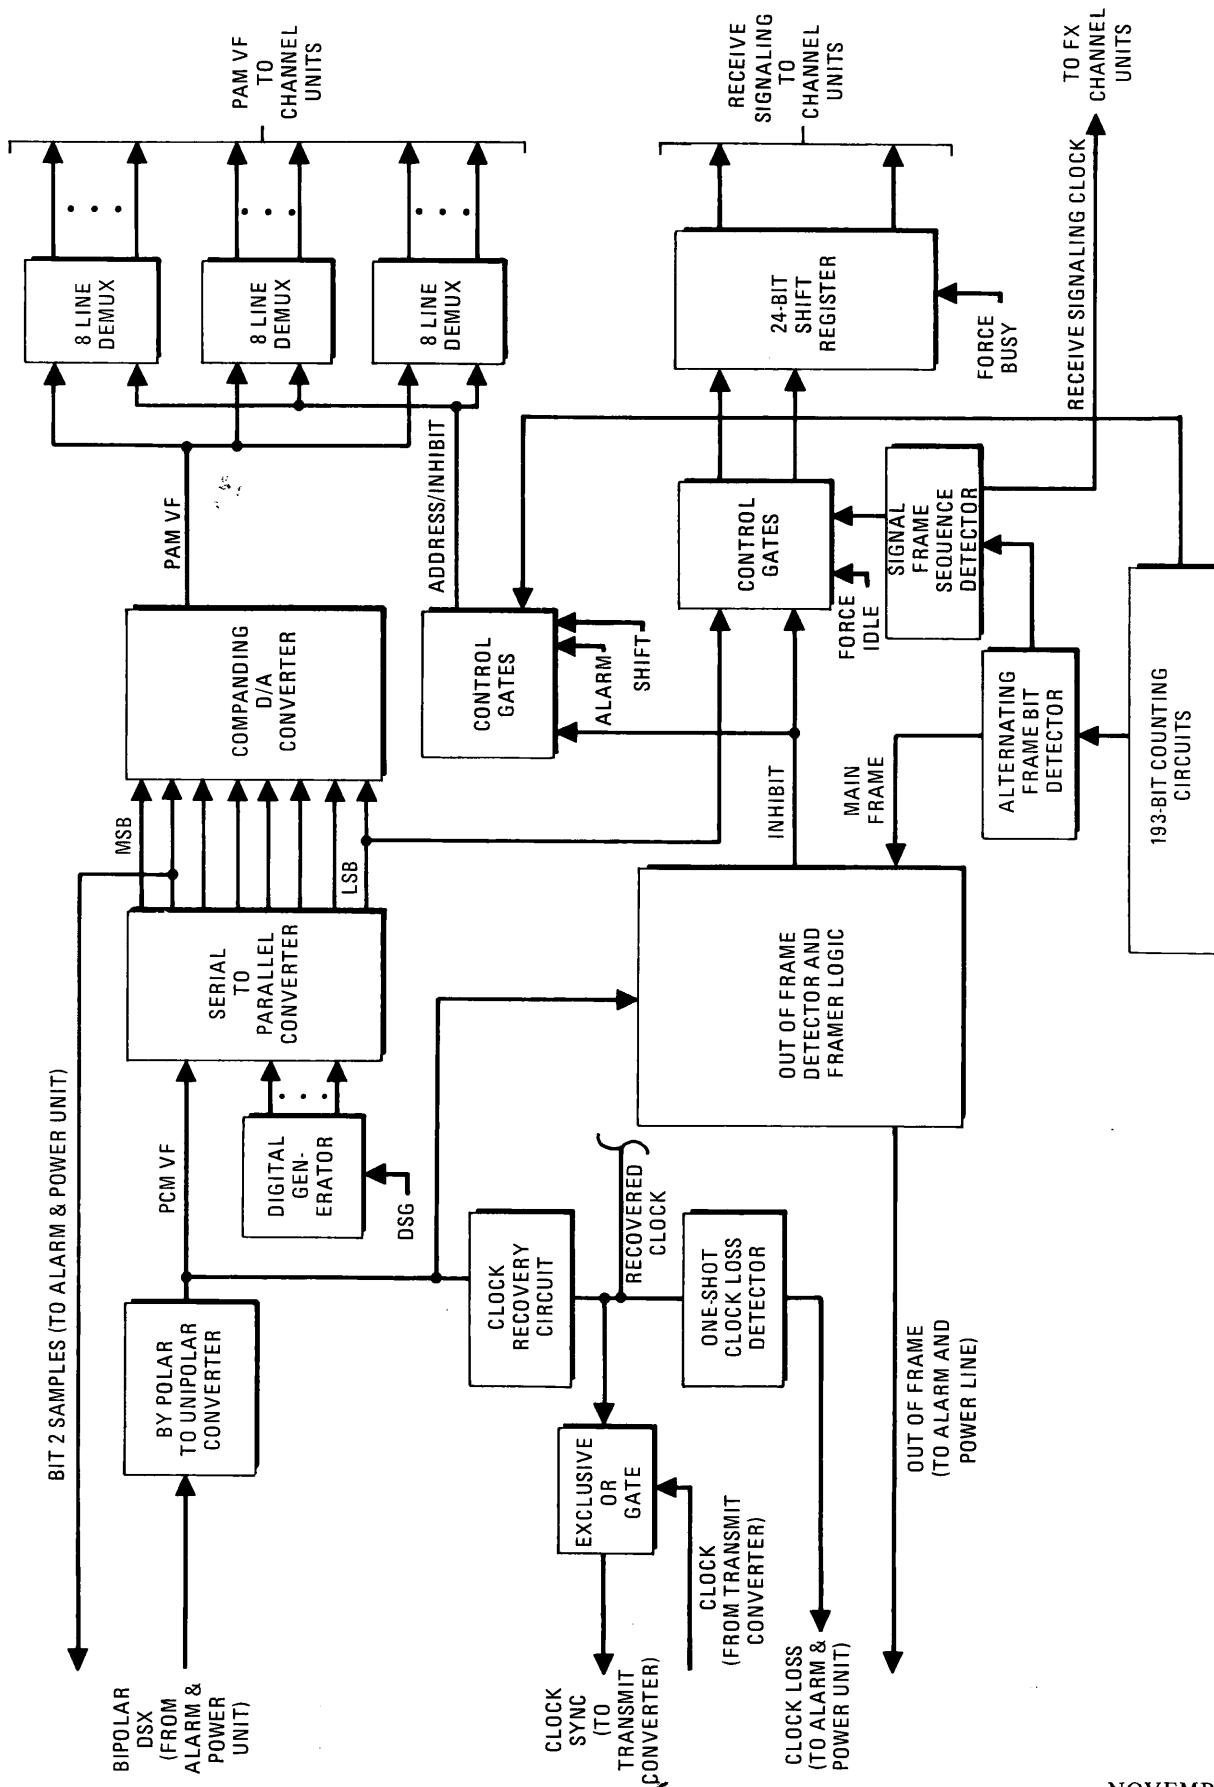 BIT 2 SAMPLES (TO ALARM & POWER UNIT)
BIPOLAR
DSX
(FROM
ALARM &
POWER
UNIT)
BY POLAR
TO UNIPOLAR
CONVERTER
PCM VF
SERIAL
TO
PARALLEL
CONVERTER
MSB
LSB
COMPANDING
D/A
CONVERTER
PAM VF
8 LINE
DEMUX
8 LINE
DEMUX
8 LINE
DEMUX
PAM VF
TO
CHANNEL
UNITS
DIGITAL
GEN-
ERATOR
DSG
ADDRESS/INHIBIT
CONTROL
GATES
ALARM
SHIFT
CLOCK
RECOVERY
CIRCUIT
RECOVERED
CLOCK
EXCLUSIVE
OR
GATE
CLOCK
SYNC
(TO
TRANSMIT
CONVERTER)
CLOCK
(FROM TRANSMIT
CONVERTER)
ONE-SHOT
CLOCK LOSS
DETECTOR
CLOCK LOSS
(TO ALARM &
POWER UNIT)
OUT OF FRAME
DETECTOR AND
FRAMER LOGIC
INHIBIT
MAIN
FRAME
OUT OF FRAME
(TO ALARM AND
POWER LINE)
CONTROL
GATES
FORCE
IDLE
24-BIT
SHIFT
REGISTER
FORCE
BUSY
RECEIVE
SIGNALING
TO
CHANNEL
UNITS
SIGNAL
FRAME
SEQUENCE
DETECTOR
ALTERNATING
FRAME BIT
DETECTOR
RECEIVE SIGNALING CLOCK
TO FX
CHANNEL
UNITS
193-BIT COUNTING
CIRCUITS